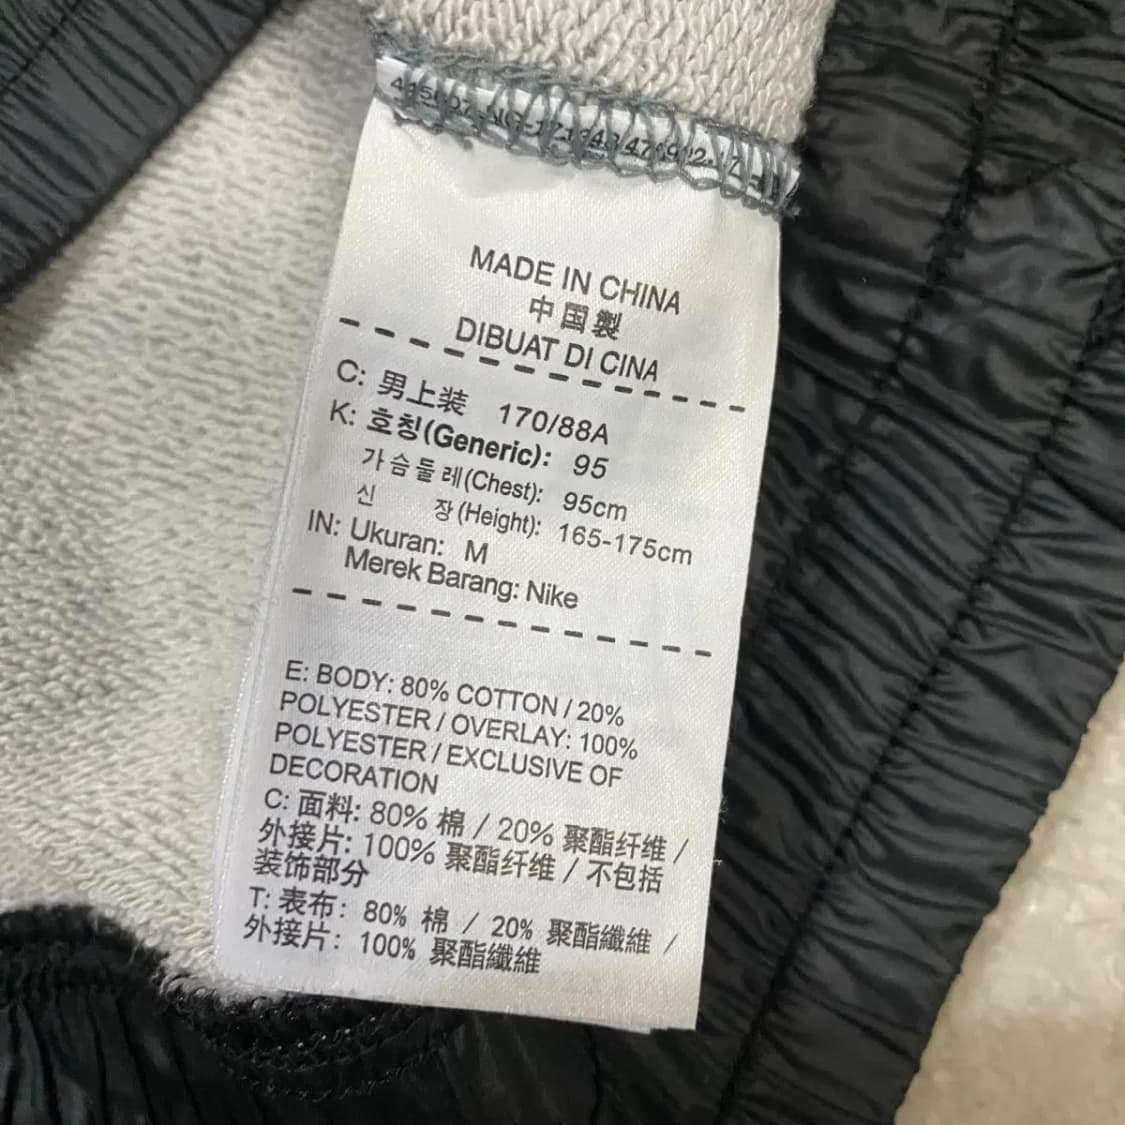 MADE IN CHINA
中国製
DIBUAT DI CINA
C: 男上装 170/88A
K: 호칭(Generic): 95
가슴둘레(Chest): 95cm
신 장(Height): 165-175cm
IN: Ukuran: M
Merek Barang: Nike
E: BODY: 80% COTTON / 20%
POLYESTER / OVERLAY: 100%
POLYESTER / EXCLUSIVE OF
DECORATION
C: 面料: 80% 棉 / 20% 聚酯纤维 /
外接片: 100% 聚酯纤维 / 不包括
装饰部分
T: 表布: 80% 棉 / 20% 聚酯纖維 /
外接片: 100% 聚酯纖維